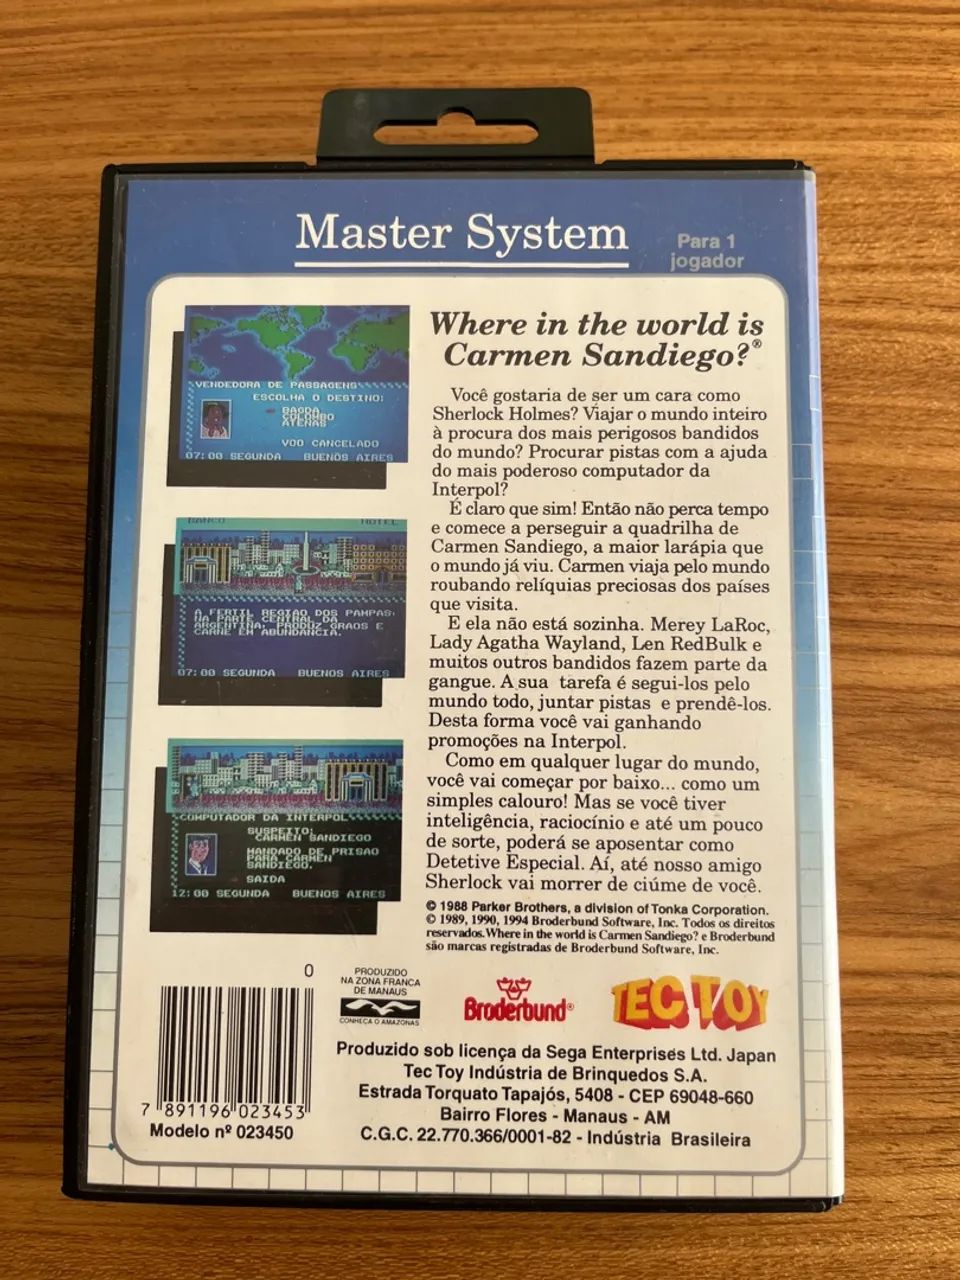 Master System
Para 1
jogador
Where in the world is
Carmen Sandiego?®
VENDEDORA DE PASSAGENS
ESCOLHA O DESTINO:
BAGDA
COLOMBO
ATENAS
VOO CANCELADO
07:00 SEGUNDA BUENOS AIRES
BANCO HOTEL
A FERTIL REGIAO DOS PAMPAS,
NA PARTE CENTRAL DA
ARGENTINA, PRODUZ GRAOS E
CARNE EM ABUNDANCIA.
07:00 SEGUNDA BUENOS AIRES
COMPUTADOR DA INTERPOL
SUSPEITO:
CARMEN SANDIEGO
MANDADO DE PRISAO
PARA CARMEN
SANDIEGO.
SAIDA
12:00 SEGUNDA BUENOS AIRES
Você gostaria de ser um cara como
Sherlock Holmes? Viajar o mundo inteiro
à procura dos mais perigosos bandidos
do mundo? Procurar pistas com a ajuda
do mais poderoso computador da
Interpol?
É claro que sim! Então não perca tempo
e comece a perseguir a quadrilha de
Carmen Sandiego, a maior larápia que
o mundo já viu. Carmen viaja pelo mundo
roubando relíquias preciosas dos países
que visita.
E ela não está sozinha. Merey LaRoc,
Lady Agatha Wayland, Len RedBulk e
muitos outros bandidos fazem parte da
gangue. A sua tarefa é segui-los pelo
mundo todo, juntar pistas e prendê-los.
Desta forma você vai ganhando
promoções na Interpol.
Como em qualquer lugar do mundo,
você vai começar por baixo... como um
simples calouro! Mas se você tiver
inteligência, raciocínio e até um pouco
de sorte, poderá se aposentar como
Detetive Especial. Aí, até nosso amigo
Sherlock vai morrer de ciúme de você.
© 1988 Parker Brothers, a division of Tonka Corporation.
© 1989, 1990, 1994 Broderbund Software, Inc. Todos os direitos
reservados. Where in the world is Carmen Sandiego? e Broderbund
são marcas registradas de Broderbund Software, Inc.
0
7 891196 023453
Modelo nº 023450
PRODUZIDO
NA ZONA FRANCA
DE MANAUS
CONHEÇA O AMAZONAS
Broderbund®
TEC TOY
Produzido sob licença da Sega Enterprises Ltd. Japan
Tec Toy Indústria de Brinquedos S.A.
Estrada Torquato Tapajós, 5408 - CEP 69048-660
Bairro Flores - Manaus - AM
C.G.C. 22.770.366/0001-82 - Indústria Brasileira